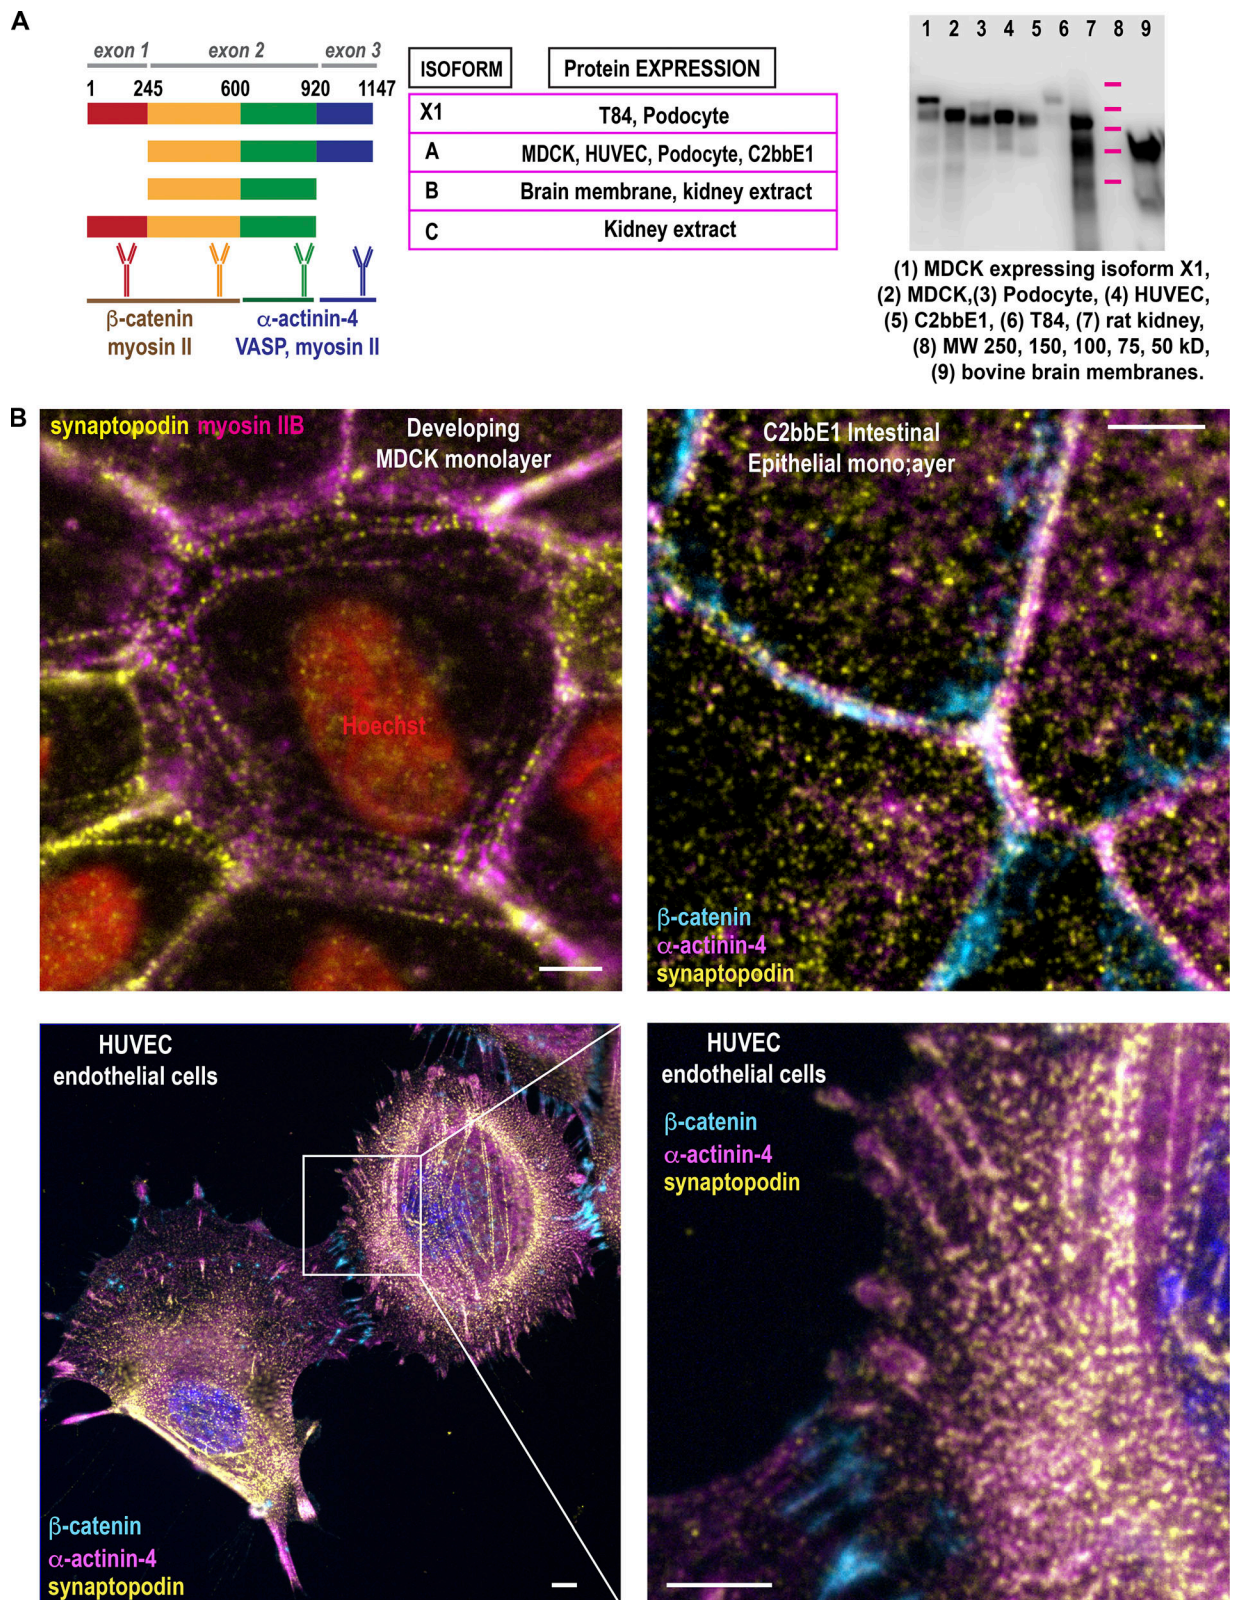 A
exon 1 exon 2 exon 3
1 245 600 920 1147
β-catenin
myosin II
α-actinin-4
VASP, myosin II
ISOFORM Protein EXPRESSION
X1 T84, Podocyte
A MDCK, HUVEC, Podocyte, C2bbE1
B Brain membrane, kidney extract
C Kidney extract
1 2 3 4 5 6 7 8 9
(1) MDCK expressing isoform X1,
(2) MDCK,(3) Podocyte, (4) HUVEC,
(5) C2bbE1, (6) T84, (7) rat kidney,
(8) MW 250, 150, 100, 75, 50 kD,
(9) bovine brain membranes.
B
synaptopodin myosin IIB
Developing
MDCK monolayer
Hoechst
C2bbE1 Intestinal
Epithelial mono;ayer
β-catenin
α-actinin-4
synaptopodin
HUVEC
endothelial cells
β-catenin
α-actinin-4
synaptopodin
HUVEC
endothelial cells
β-catenin
α-actinin-4
synaptopodin